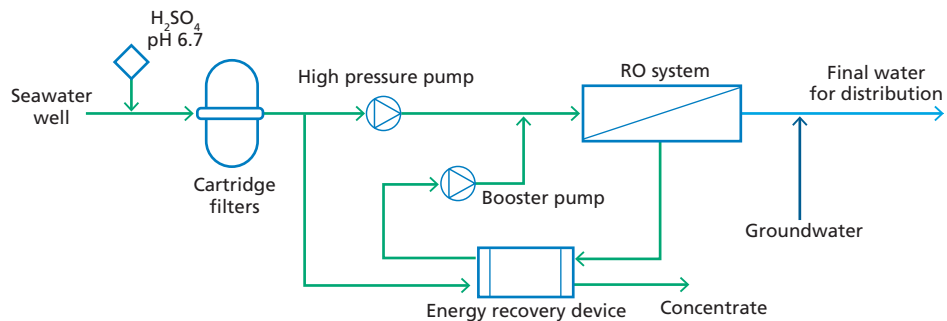 H₂SO₄
pH 6.7
Seawater
well
Cartridge
filters
High pressure pump
Booster pump
RO system
Final water
for distribution
Groundwater
Energy recovery device
Concentrate